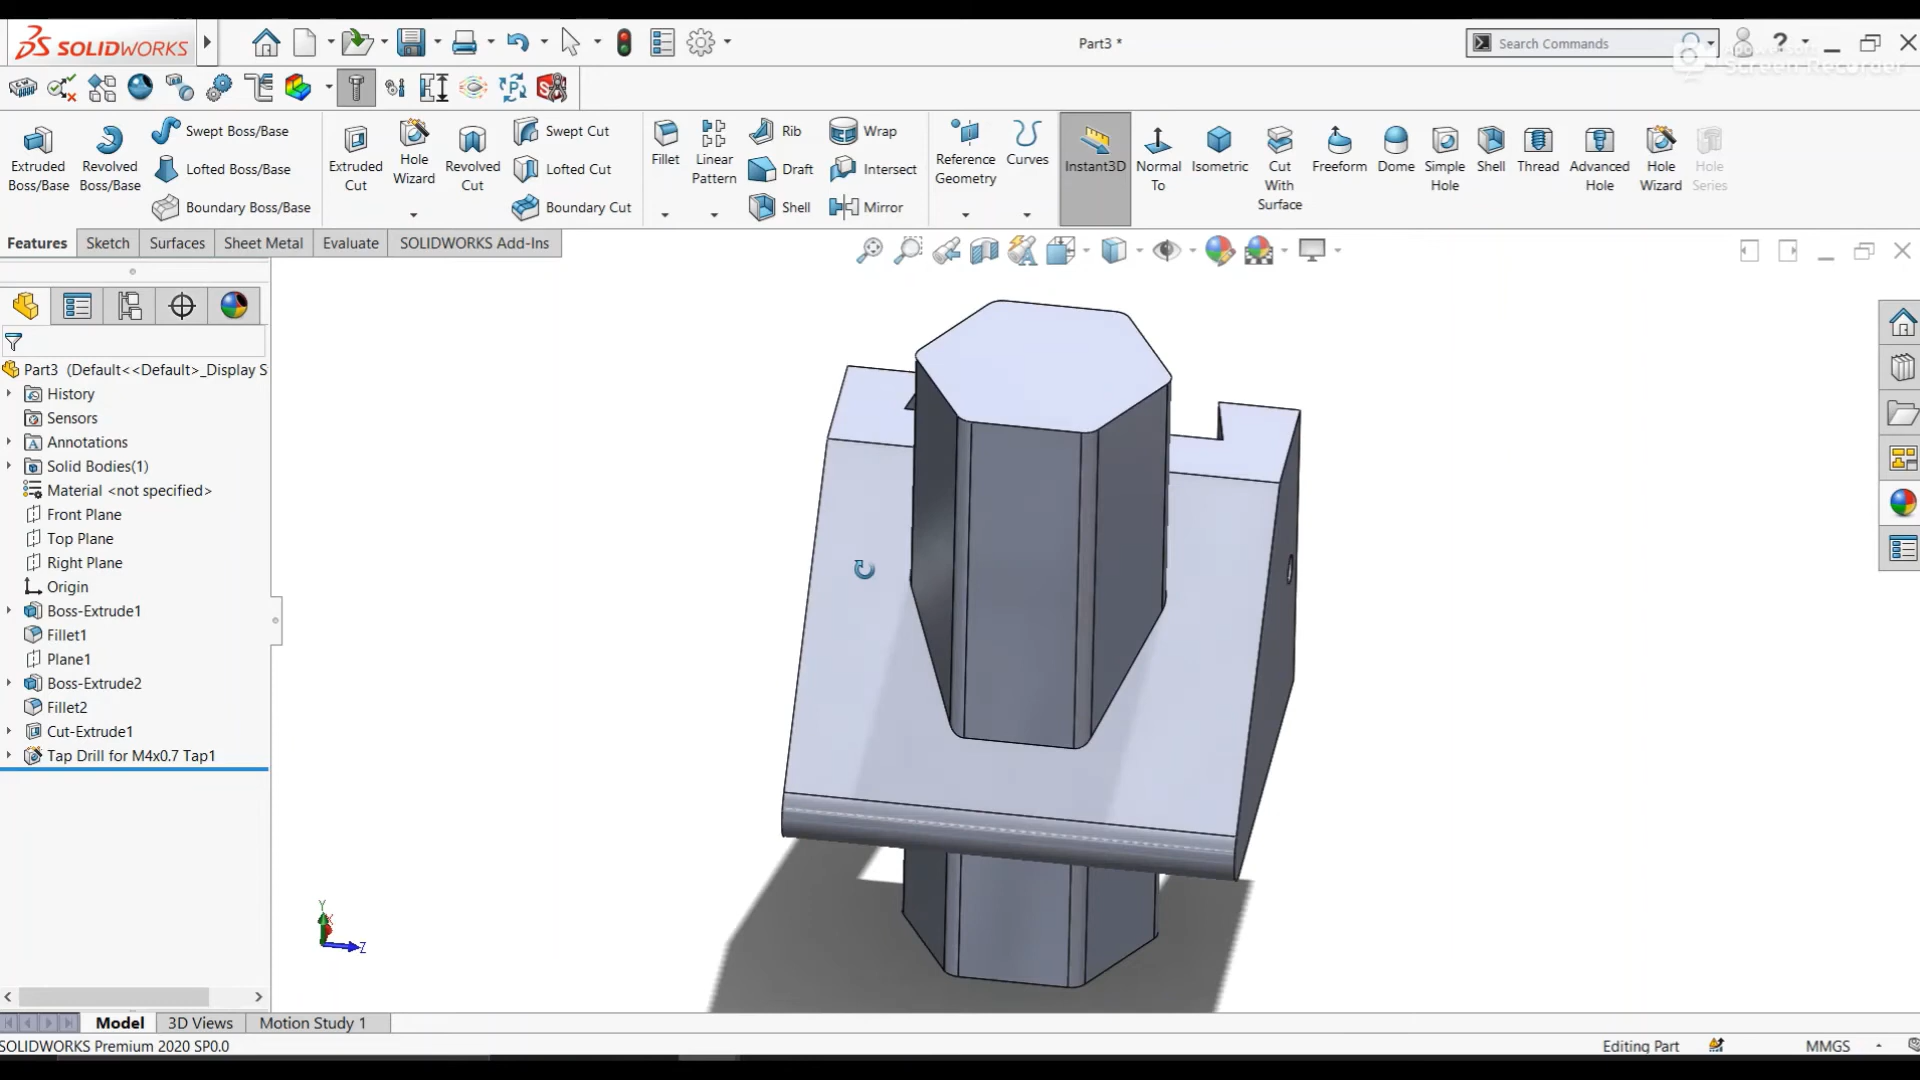 SOLIDWORKS
Part3 *
Search Commands
?
Screen Recorder
Extruded Boss/Base
Revolved Boss/Base
Swept Boss/Base
Lofted Boss/Base
Boundary Boss/Base
Extruded Cut
Hole Wizard
Revolved Cut
Swept Cut
Lofted Cut
Boundary Cut
Fillet
Linear Pattern
Rib
Draft
Shell
Wrap
Intersect
Mirror
Reference Geometry
Curves
Instant3D
Normal To
Isometric
Cut With Surface
Freeform
Dome
Simple Hole
Shell
Thread
Advanced Hole
Hole Wizard
Hole Series
Features
Sketch
Surfaces
Sheet Metal
Evaluate
SOLIDWORKS Add-Ins
Part3 (Default<<Default>_Display S
History
Sensors
Annotations
Solid Bodies(1)
Material <not specified>
Front Plane
Top Plane
Right Plane
Origin
Boss-Extrude1
Fillet1
Plane1
Boss-Extrude2
Fillet2
Cut-Extrude1
Tap Drill for M4x0.7 Tap1
Y
Z
Model
3D Views
Motion Study 1
SOLIDWORKS Premium 2020 SP0.0
Editing Part
MMGS